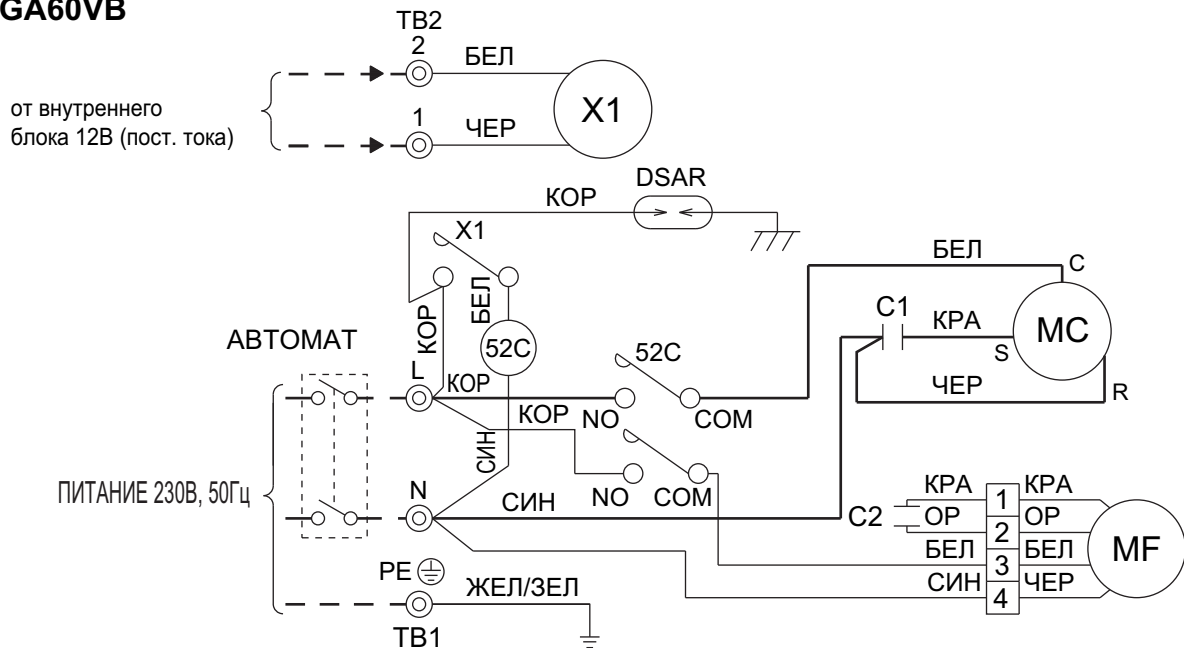 GA60VB
TB2
2
БЕЛ
X1
от внутреннего
блока 12В (пост. тока)
1
ЧЕР
DSAR
КОР
X1
БЕЛ
КОР
БЕЛ
C
C1
КРА
MC
S
АВТОМАТ
52C
52C
L
КОР
ЧЕР
R
NO
COM
КОР
СИН
ПИТАНИЕ 230В, 50Гц
N
СИН
NO
COM
КРА
1
КРА
C2
ОР
2
ОР
MF
БЕЛ
3
БЕЛ
СИН
4
ЧЕР
PE
ЖЕЛ/ЗЕЛ
TB1